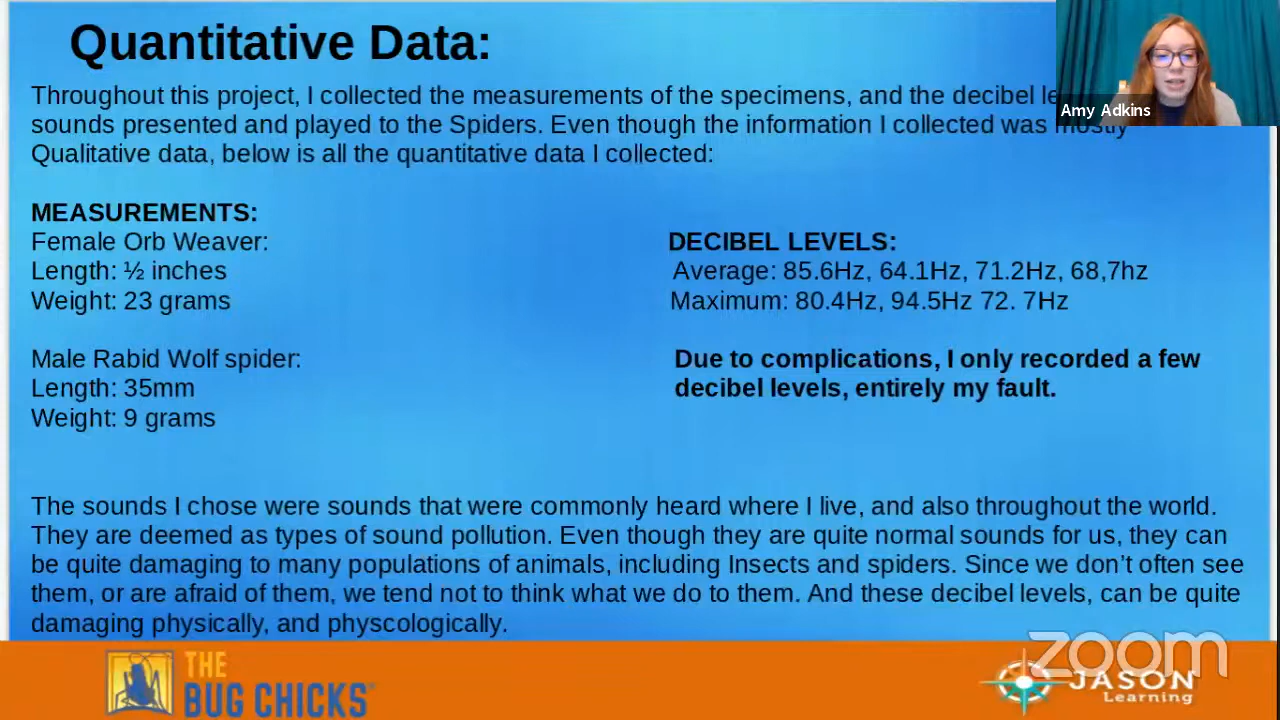 Quantitative Data:
Amy Adkins
Throughout this project, I collected the measurements of the specimens, and the decibel
sounds presented and played to the Spiders. Even though the information I collected was mostly
Qualitative data, below is all the quantitative data I collected:
MEASUREMENTS:
Female Orb Weaver:
Length: ½ inches
Weight: 23 grams
Male Rabid Wolf spider:
Length: 35mm
Weight: 9 grams
DECIBEL LEVELS:
Average: 85.6Hz, 64.1Hz, 71.2Hz, 68,7hz
Maximum: 80.4Hz, 94.5Hz 72. 7Hz
Due to complications, I only recorded a few
decibel levels, entirely my fault.
The sounds I chose were sounds that were commonly heard where I live, and also throughout the world.
They are deemed as types of sound pollution. Even though they are quite normal sounds for us, they can
be quite damaging to many populations of animals, including Insects and spiders. Since we don't often see
them, or are afraid of them, we tend not to think what we do to them. And these decibel levels, can be quite
damaging physically, and physcologically.
THE
BUG CHICKS
zoom
JASON
Learning